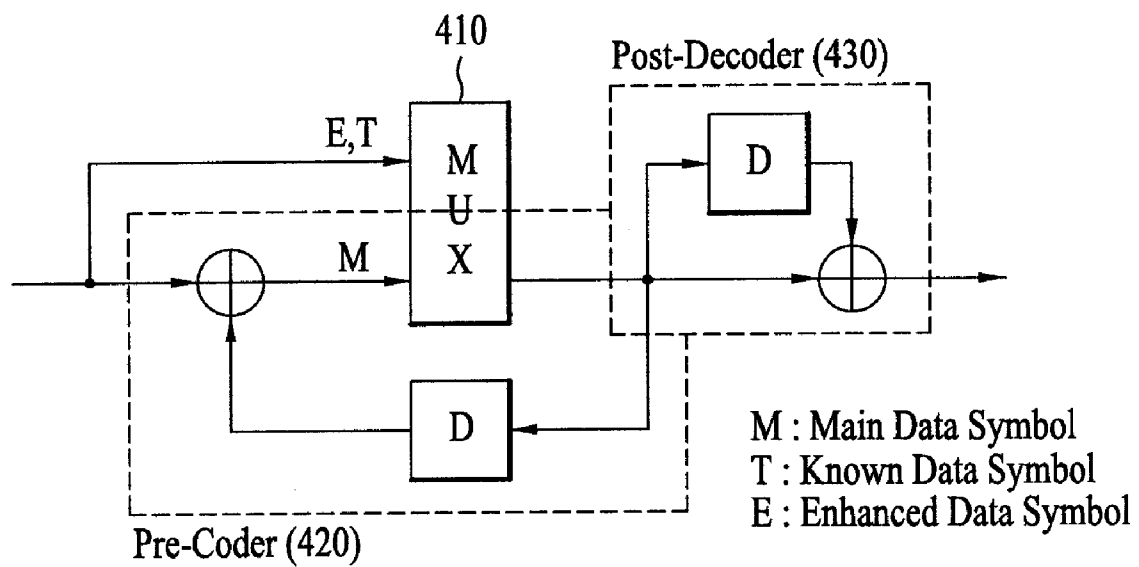 410
Post-Decoder (430)
E,T
M
U
X
D
M
D
M : Main Data Symbol
T : Known Data Symbol
E : Enhanced Data Symbol
Pre-Coder (420)